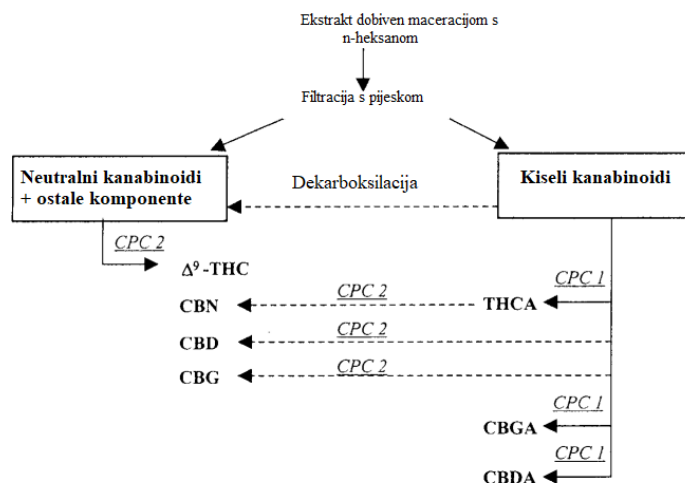 Ekstrakt dobiven maceracijom s
n-heksanom
Filtracija s pijeskom
Neutralni kanabinoidi
+ ostale komponente
Dekarboksilacija
Kiseli kanabinoidi
CPC 2
Δ⁹-THC
CPC 1
CBN
CPC 2
THCA
CBD
CPC 2
CBG
CPC 2
CPC 1
CBGA
CPC 1
CBDA